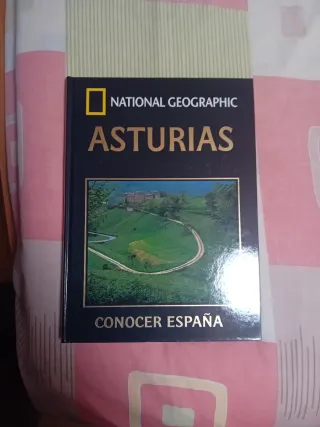 NATIONAL GEOGRAPHIC
ASTURIAS
CONOCER ESPAÑA